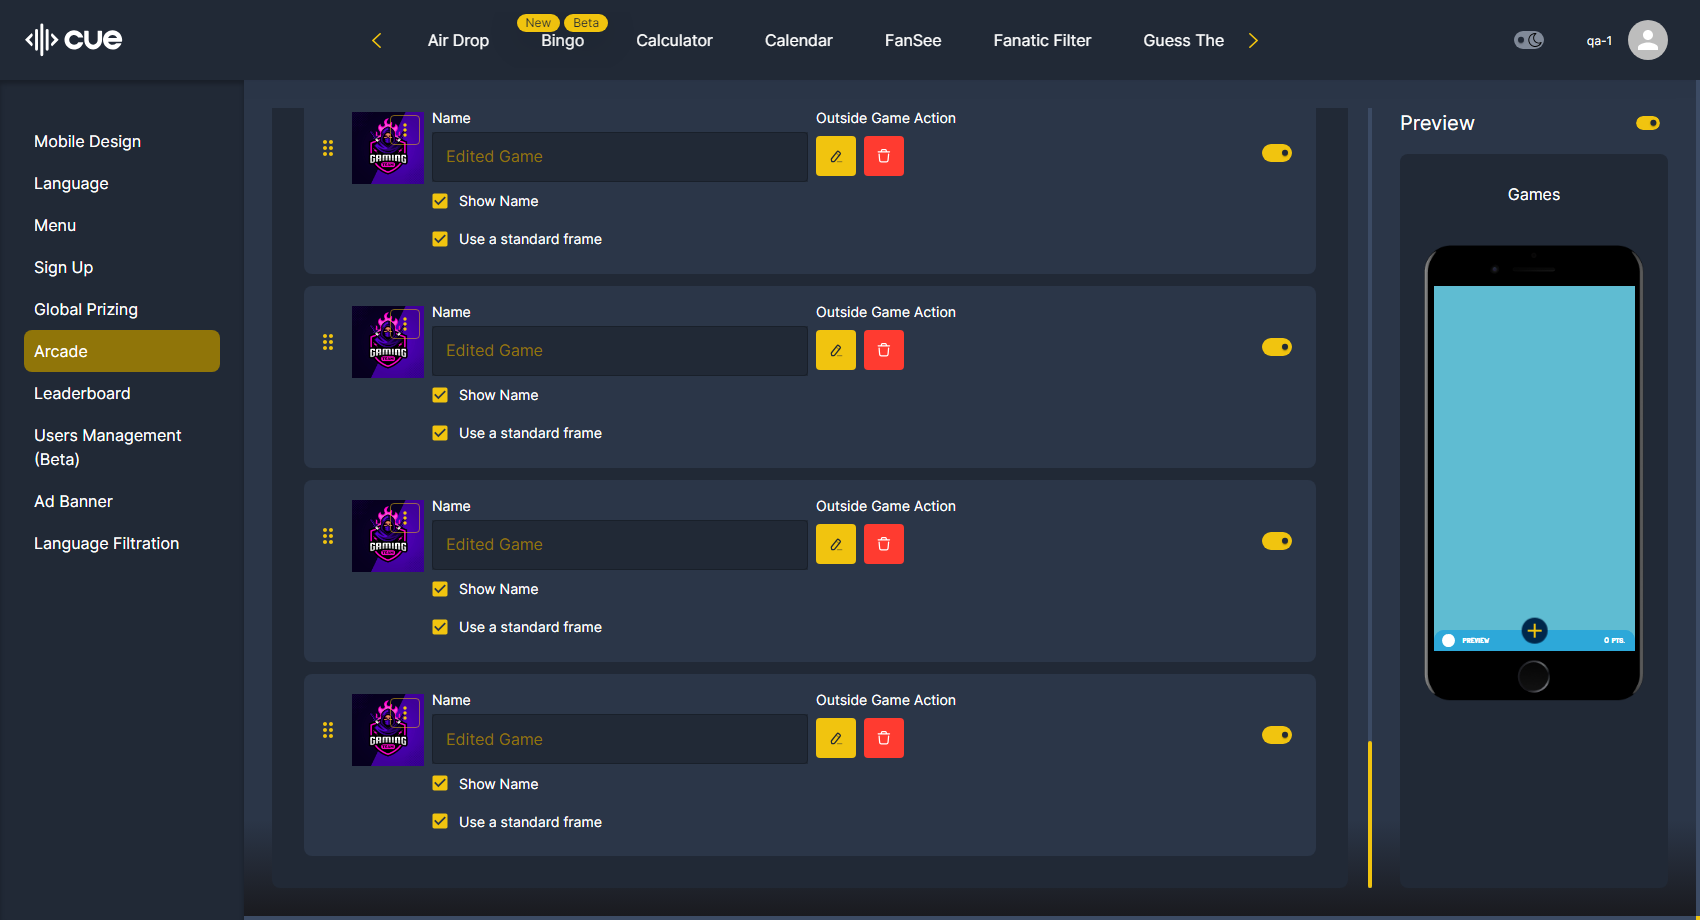 cue
Air Drop
New
Beta
Bingo
Calculator
Calendar
FanSee
Fanatic Filter
Guess The
qa-1
Mobile Design
Language
Menu
Sign Up
Global Prizing
Arcade
Leaderboard
Users Management
(Beta)
Ad Banner
Language Filtration
GAMING
TEAM
Name
Outside Game Action
Edited Game
Show Name
Use a standard frame
GAMING
TEAM
Name
Outside Game Action
Edited Game
Show Name
Use a standard frame
GAMING
TEAM
Name
Outside Game Action
Edited Game
Show Name
Use a standard frame
GAMING
TEAM
Name
Outside Game Action
Edited Game
Show Name
Use a standard frame
Preview
Games
PREVIEW
0 PTS.